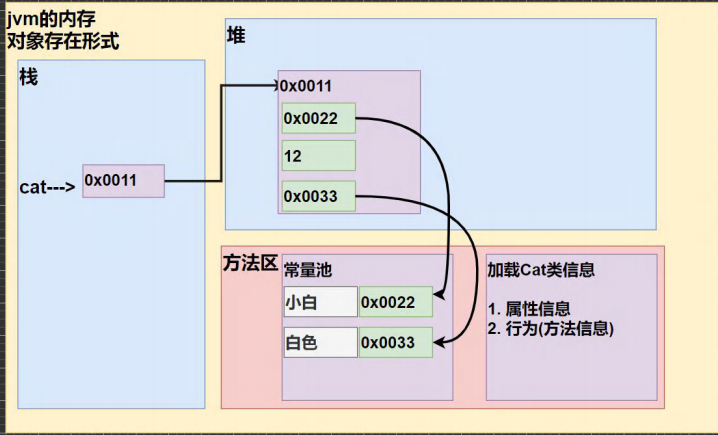 jvm的内存
对象存在形式
栈
cat---> 0x0011
堆
0x0011
0x0022
12
0x0033
方法区
常量池
小白 0x0022
白色 0x0033
加载Cat类信息
1. 属性信息
2. 行为(方法信息)